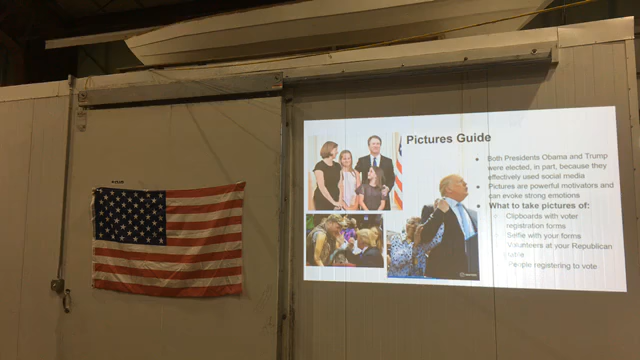 Pictures Guide
Both Presidents Obama and Trump
were elected, in part, because they
effectively used social media
Pictures are powerful motivators and
can evoke strong emotions
What to take pictures of:
Clipboards with voter
registration forms
Selfie with your forms
Volunteers at your Republican
People registering to vote